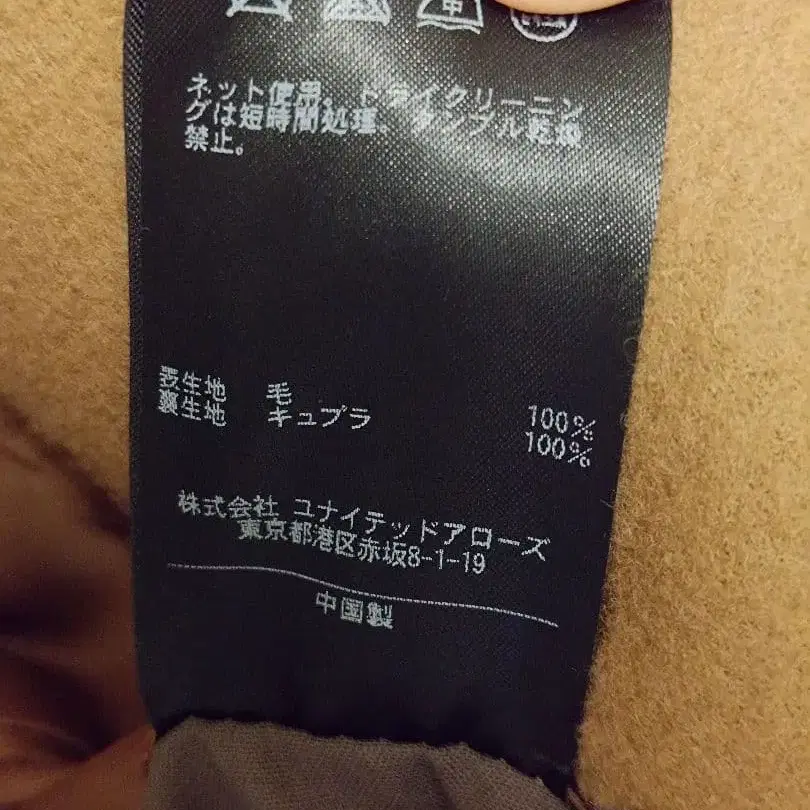 中
ネット使用。ドライクリーニン
グは短時間処理。タンブル乾燥
禁止。
表生地 毛 100%
裏生地 キュプラ 100%
株式会社 ユナイテッドアローズ
東京都港区赤坂8-1-19
中国製